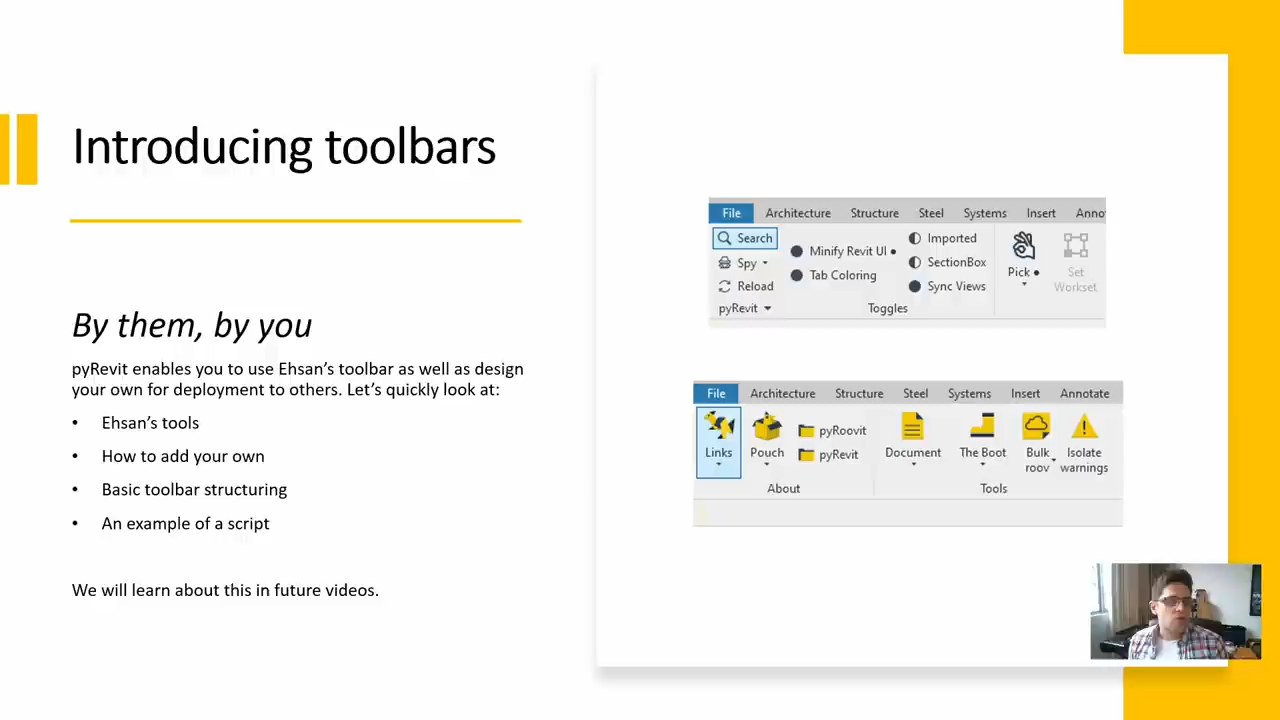 Introducing toolbars
By them, by you
pyRevit enables you to use Ehsan's toolbar as well as design
your own for deployment to others. Let's quickly look at:
• Ehsan's tools
• How to add your own
• Basic toolbar structuring
• An example of a script
We will learn about this in future videos.
File Architecture Structure Steel Systems Insert Anno
Search Minify Revit UI • Imported
Spy Tab Coloring SectionBox Pick • Set
Reload Sync Views Workset
pyRevit Toggles
File Architecture Structure Steel Systems Insert Annotate
Links Pouch pyRoovit Document The Boot Bulk Isolate
pyRevit roov warnings
About Tools